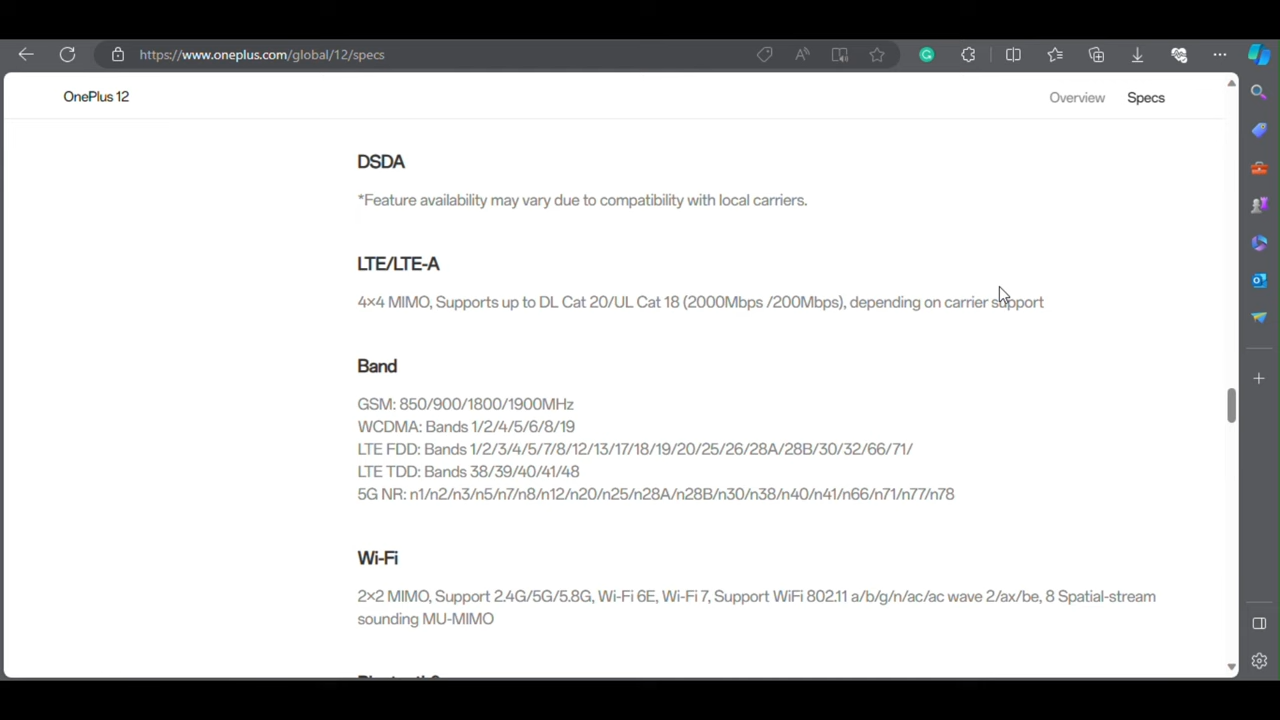 https://www.oneplus.com/global/12/specs
OnePlus 12
Overview
Specs
DSDA
*Feature availability may vary due to compatibility with local carriers.
LTE/LTE-A
4×4 MIMO, Supports up to DL Cat 20/UL Cat 18 (2000Mbps /200Mbps), depending on carrier support
Band
GSM: 850/900/1800/1900MHz
WCDMA: Bands 1/2/4/5/6/8/19
LTE FDD: Bands 1/2/3/4/5/7/8/12/13/17/18/19/20/25/26/28A/28B/30/32/66/71/
LTE TDD: Bands 38/39/40/41/48
5G NR: n1/n2/n3/n5/n7/n8/n12/n20/n25/n28A/n28B/n30/n38/n40/n41/n66/n71/n77/n78
Wi-Fi
2×2 MIMO, Support 2.4G/5G/5.8G, Wi-Fi 6E, Wi-Fi 7, Support WiFi 802.11 a/b/g/n/ac/ac wave 2/ax/be, 8 Spatial-stream
sounding MU-MIMO